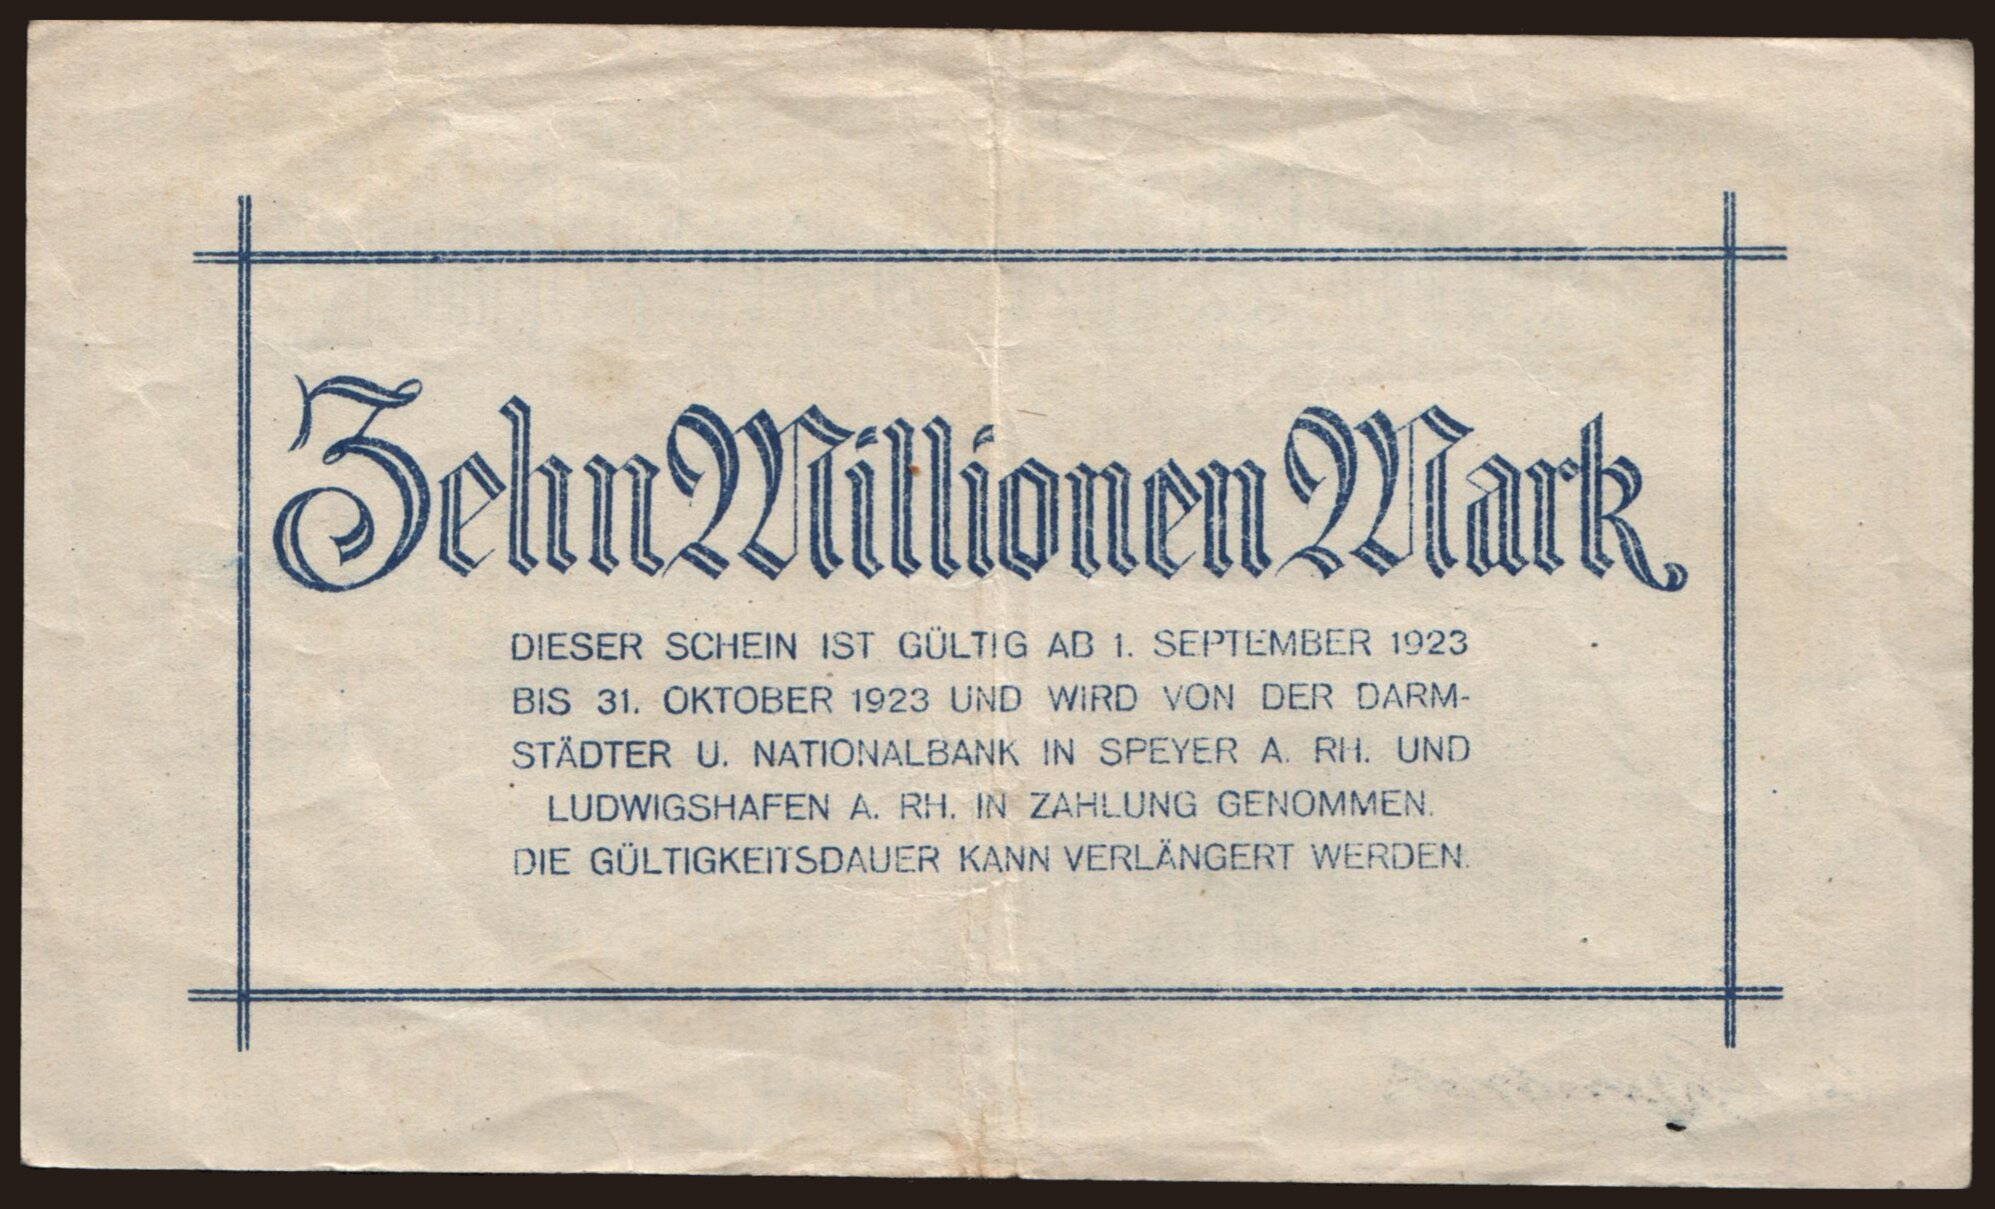 Zehn Millionen Mark
DIESER SCHEIN IST GÜLTIG AB 1. SEPTEMBER 1923
BIS 31. OKTOBER 1923 UND WIRD VON DER DARM-
STÄDTER U. NATIONALBANK IN SPEYER A. RH. UND
LUDWIGSHAFEN A. RH. IN ZAHLUNG GENOMMEN.
DIE GÜLTIGKEITSDAUER KANN VERLÄNGERT WERDEN.